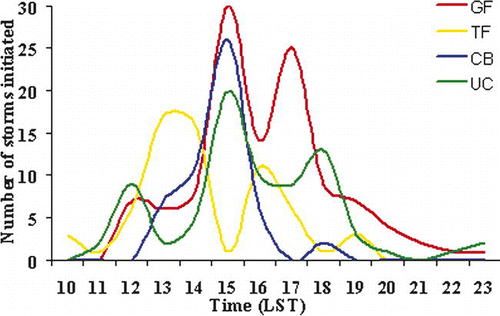 Number of storms initiated
30
25
20
15
10
5
0
GF
TF
CB
UC
10 11 12 13 14 15 16 17 18 19 20 21 22 23
Time (LST)